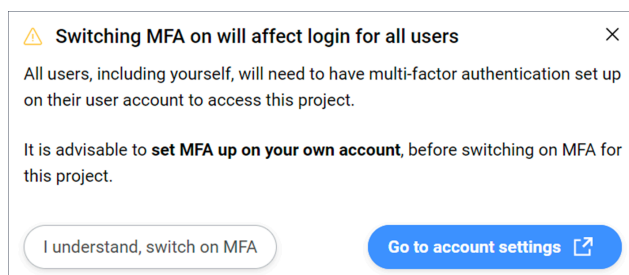 Switching MFA on will affect login for all users
All users, including yourself, will need to have multi-factor authentication set up
on their user account to access this project.
It is advisable to set MFA up on your own account, before switching on MFA for
this project.
I understand, switch on MFA
Go to account settings